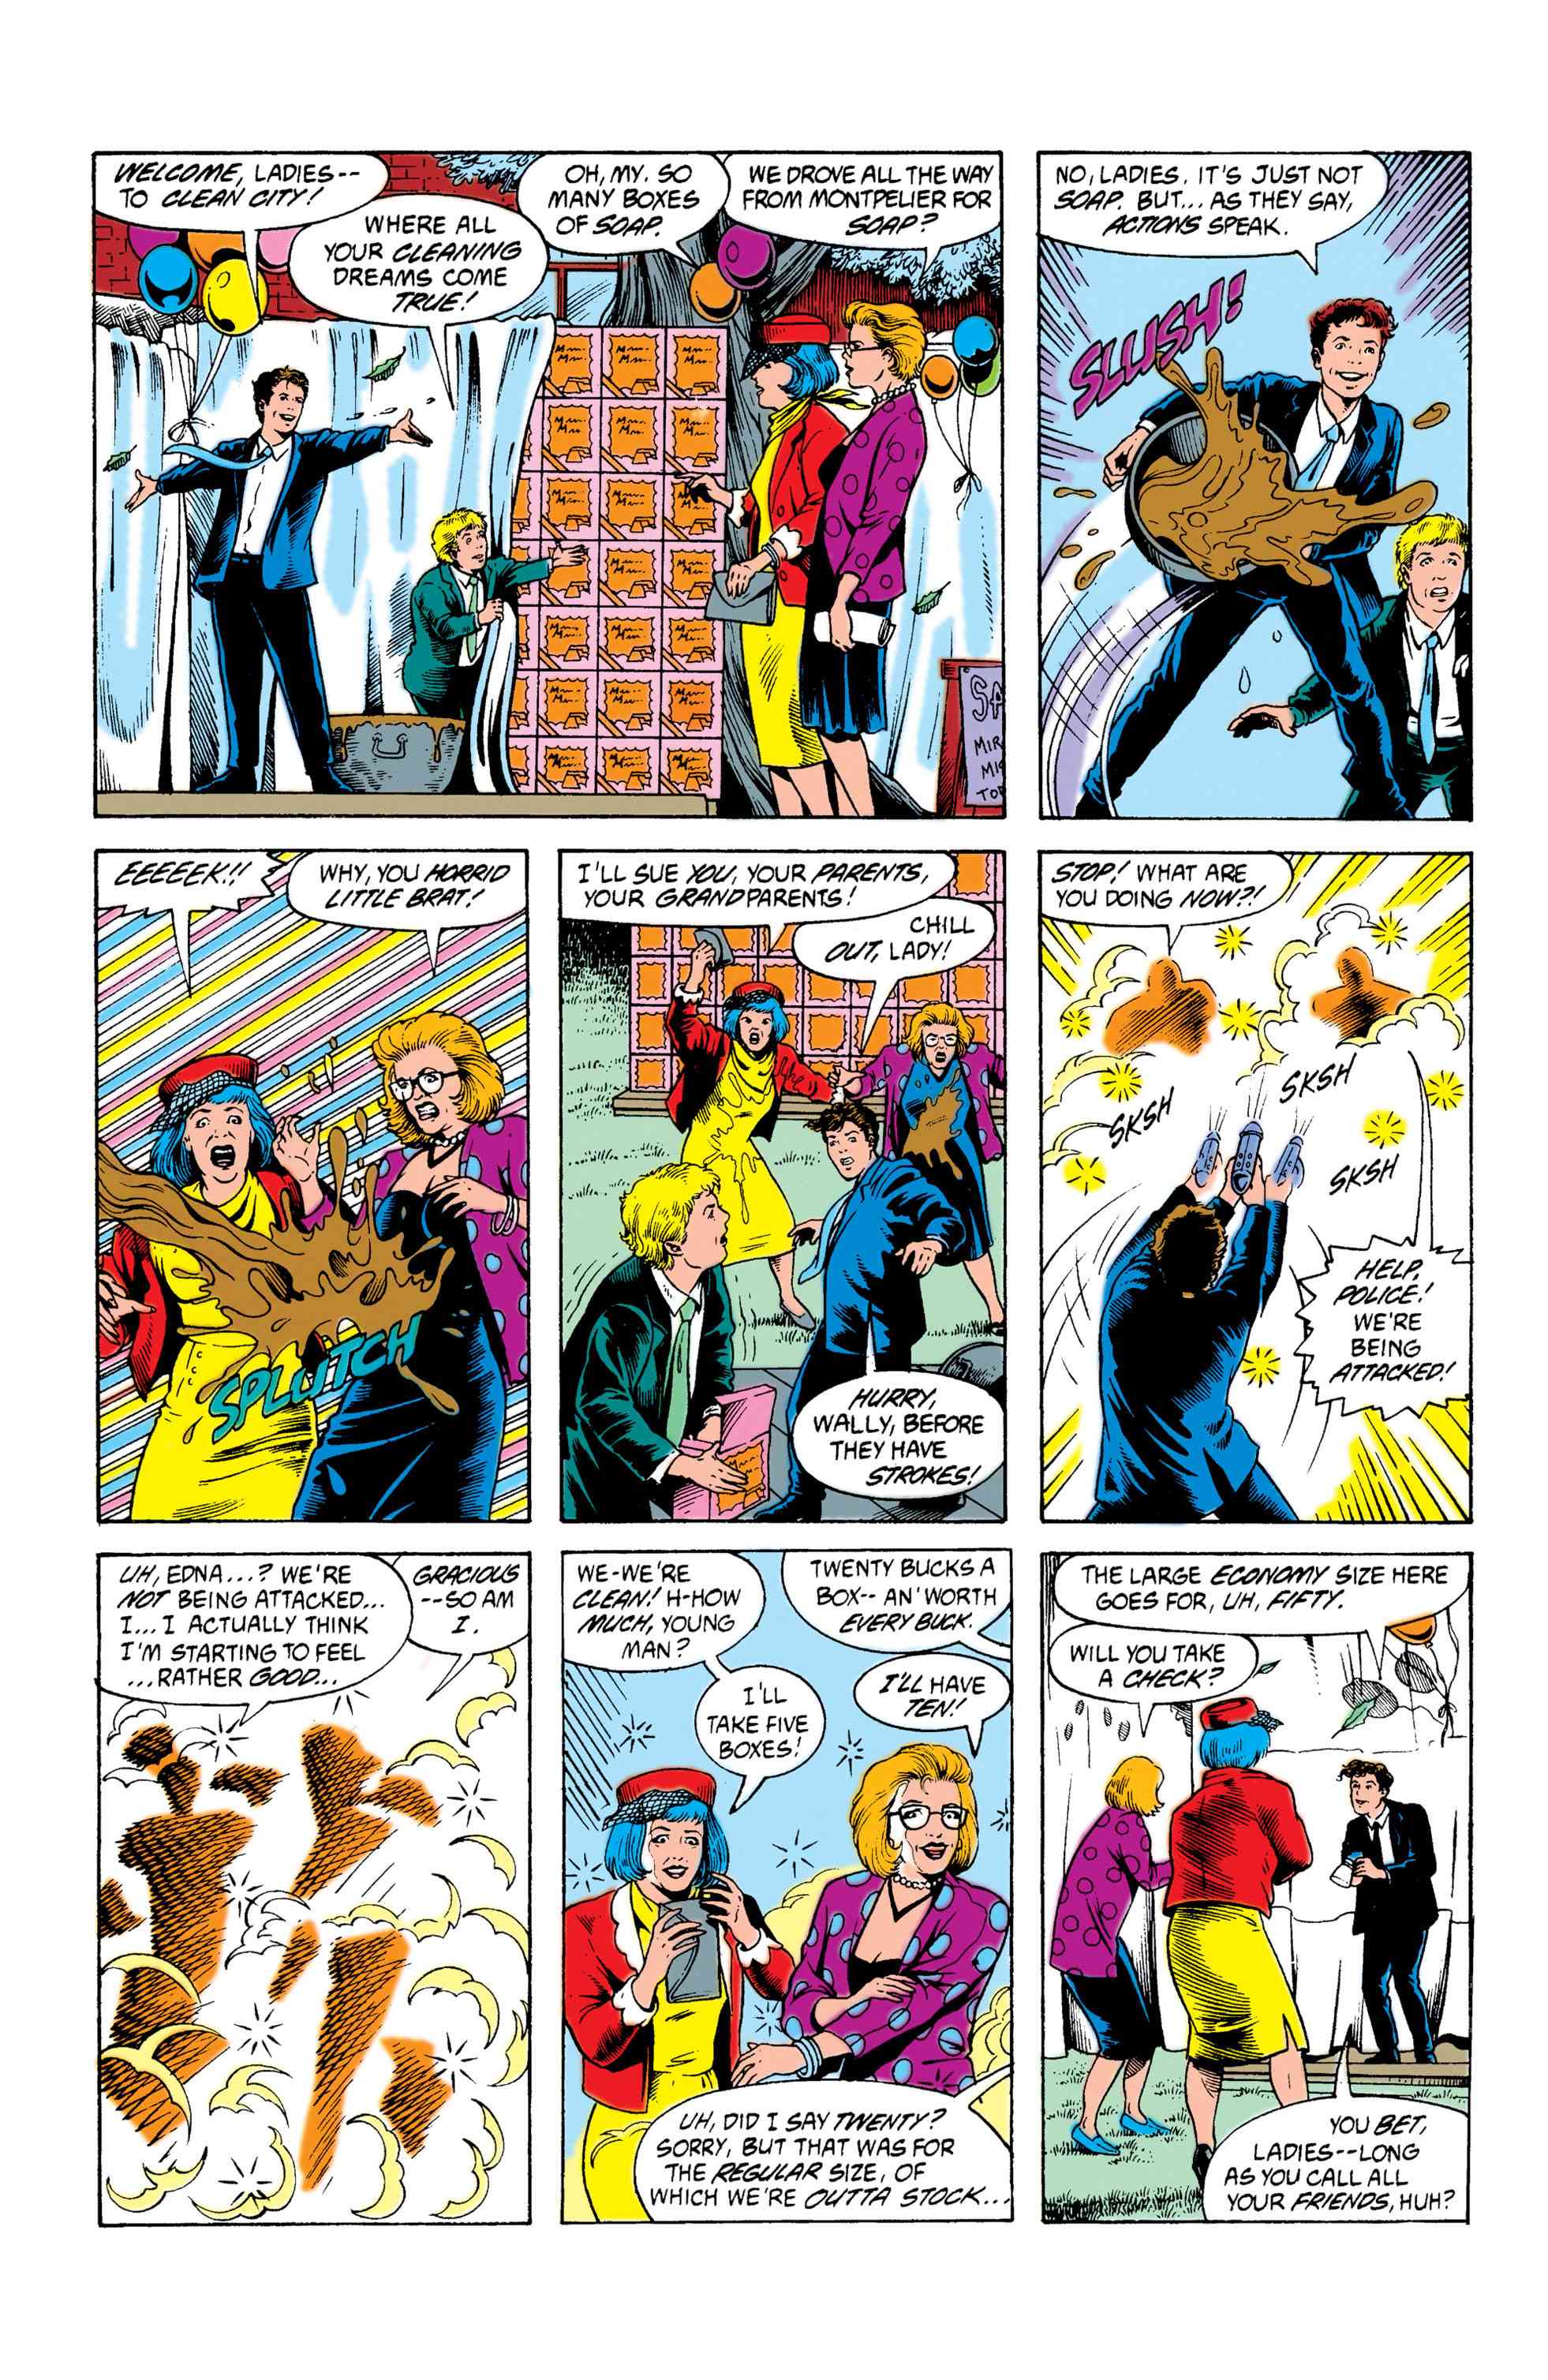 WELCOME, LADIES--
TO CLEAN CITY!
WHERE ALL
YOUR CLEANING
DREAMS COME
TRUE!
OH, MY. SO
MANY BOXES
OF SOAP.
WE DROVE ALL THE WAY
FROM MONTPELIER FOR
SOAP?
SA
MIR
MIS
TOP
NO, LADIES. IT'S JUST NOT
SOAP. BUT... AS THEY SAY,
ACTIONS SPEAK.
SLUSH!
EEEEEK!!
WHY, YOU HORRID
LITTLE BRAT!
SPLUTCH
I'LL SUE YOU, YOUR PARENTS,
YOUR GRANDPARENTS!
CHILL
OUT, LADY!
HURRY,
WALLY, BEFORE
THEY HAVE
STROKES!
STOP! WHAT ARE
YOU DOING NOW?!
SKSH
SKSH
SKSH
HELP,
POLICE!
WE'RE
BEING
ATTACKED!
UH, EDNA...? WE'RE
NOT BEING ATTACKED...
I... I ACTUALLY THINK
I'M STARTING TO FEEL
...RATHER GOOD...
GRACIOUS
--SO AM
I.
WE-WE'RE
CLEAN! H-HOW
MUCH, YOUNG
MAN?
TWENTY BUCKS A
BOX-- AN' WORTH
EVERY BUCK.
I'LL
TAKE FIVE
BOXES!
I'LL HAVE
TEN!
UH, DID I SAY TWENTY?
SORRY, BUT THAT WAS FOR
THE REGULAR SIZE, OF
WHICH WE'RE OUTTA STOCK...
THE LARGE ECONOMY SIZE HERE
GOES FOR, UH, FIFTY.
WILL YOU TAKE
A CHECK?
YOU BET,
LADIES--LONG
AS YOU CALL ALL
YOUR FRIENDS, HUH?